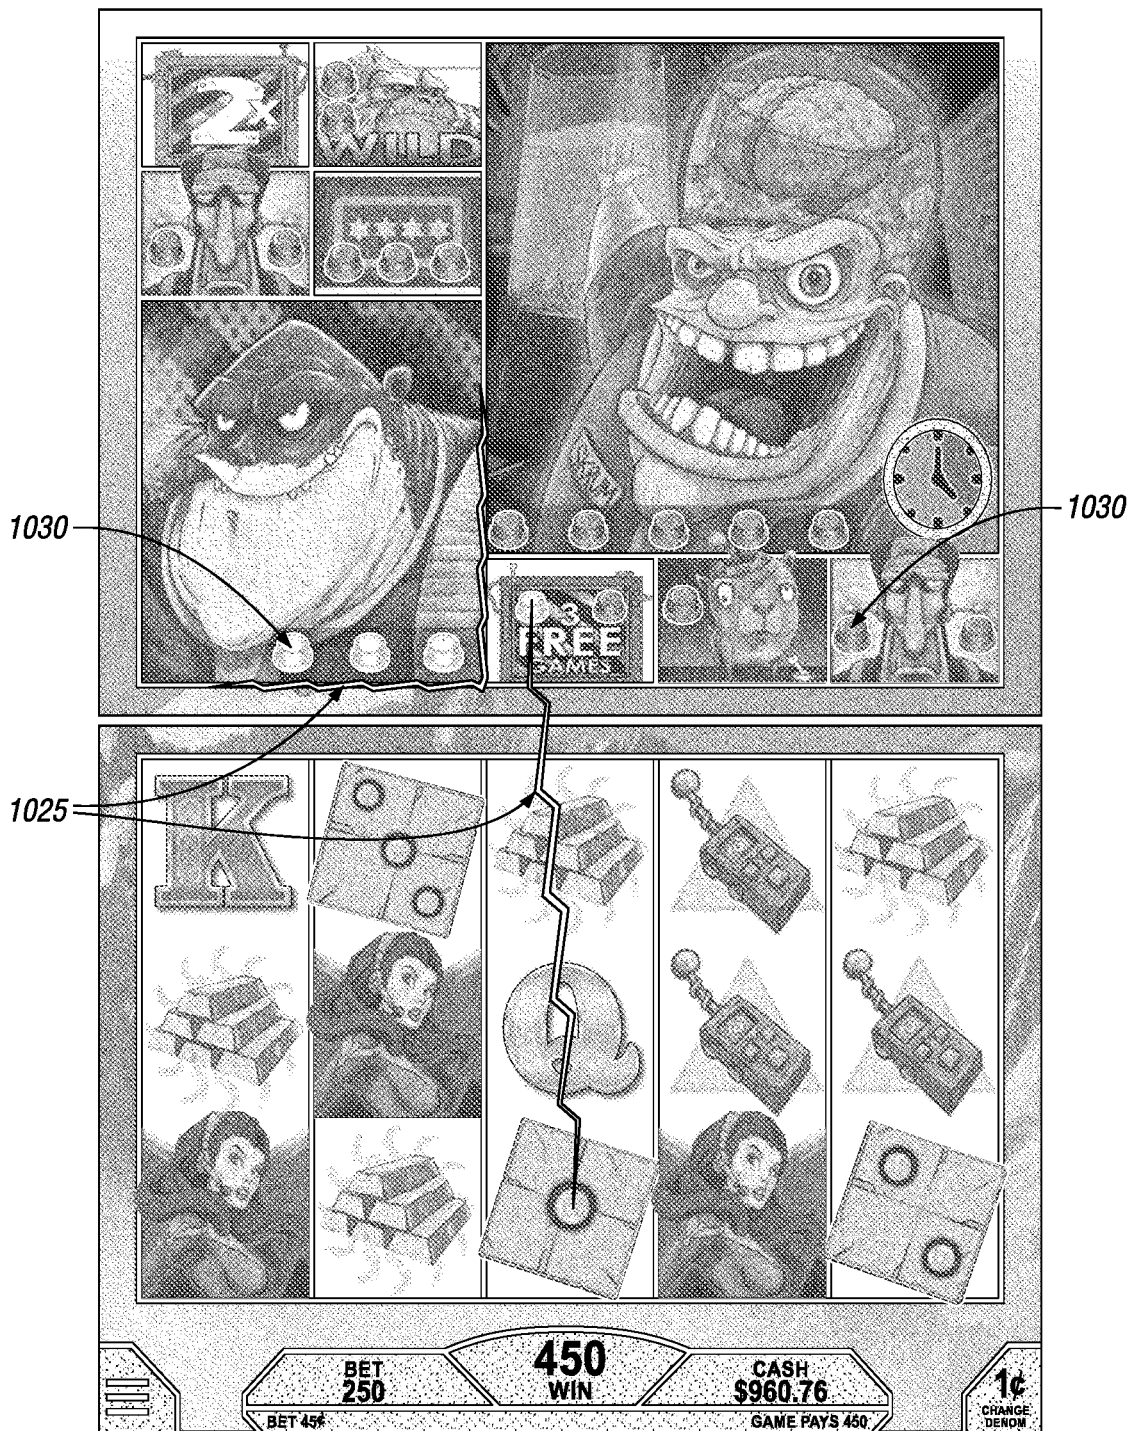 2x
WILD
****
1030
1030
3
FREE
GAMES
1025
K
Q
BET
250
450
WIN
CASH
$960.76
1¢
CHANGE
DENOM
BET 45¢
GAME PAYS 450